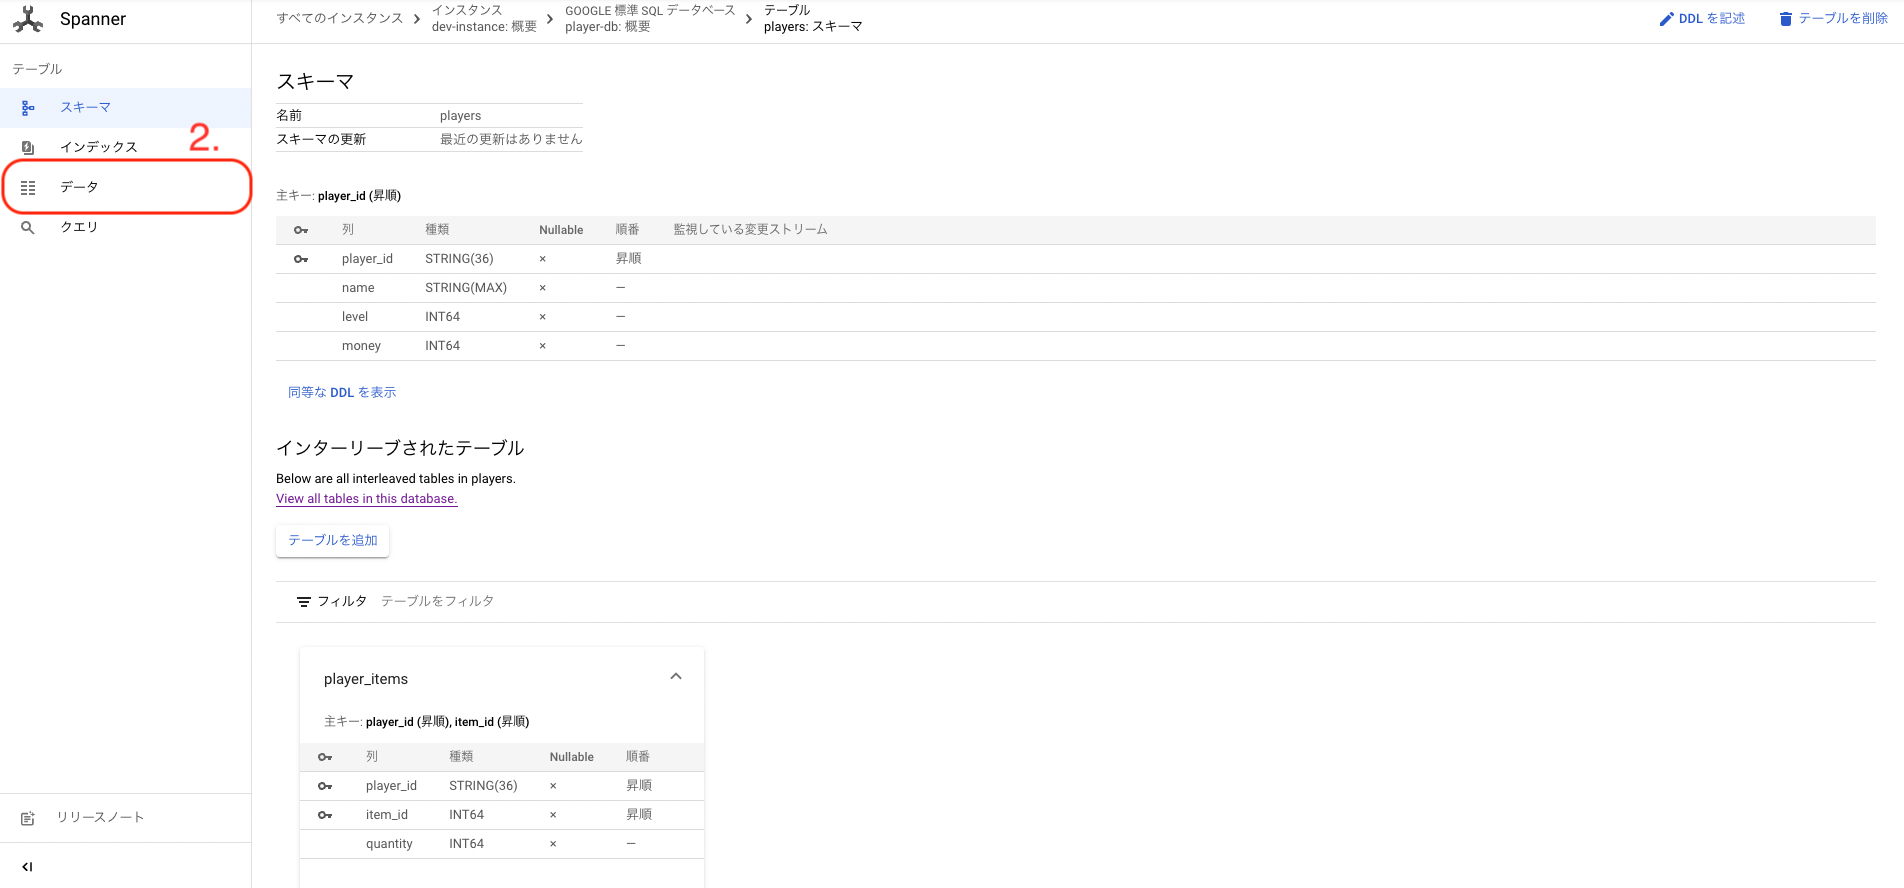 Spanner
すべてのインスタンス
インスタンス
dev-instance: 概要
GOOGLE 標準 SQL データベース
player-db: 概要
テーブル
players: スキーマ
DDL を記述
テーブルを削除
テーブル
スキーマ
インデックス
2.
データ
クエリ
リリースノート
スキーマ
名前 players
スキーマの更新 最近の更新はありません
主キー: player_id (昇順)
列 種類 Nullable 順番 監視している変更ストリーム
player_id STRING(36) × 昇順
name STRING(MAX) × —
level INT64 × —
money INT64 × —
同等な DDL を表示
インターリーブされたテーブル
Below are all interleaved tables in players.
View all tables in this database.
テーブルを追加
フィルタ テーブルをフィルタ
player_items
主キー: player_id (昇順), item_id (昇順)
列 種類 Nullable 順番
player_id STRING(36) × 昇順
item_id INT64 × 昇順
quantity INT64 × —